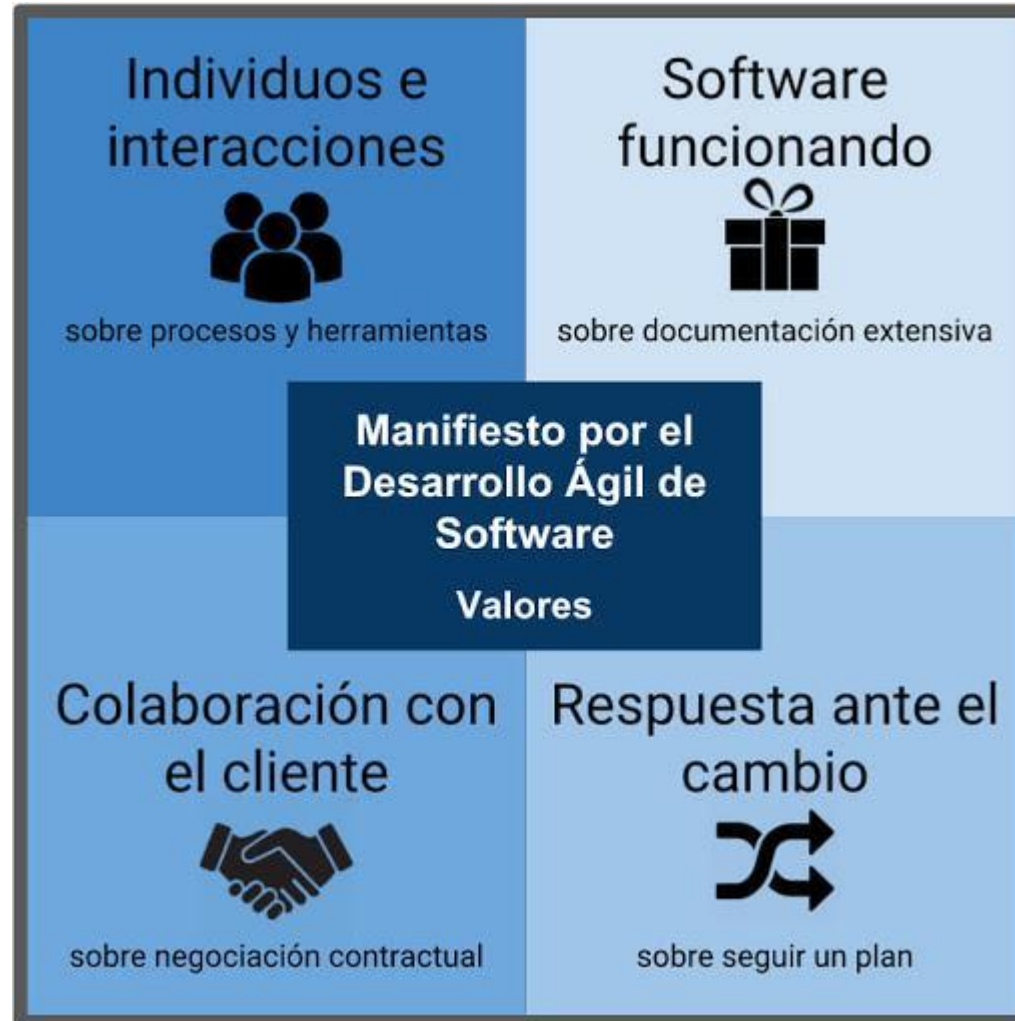 Individuos e
interacciones
sobre procesos y herramientas
Software
funcionando
sobre documentación extensiva
Manifiesto por el
Desarrollo Ágil de
Software
Valores
Colaboración con
el cliente
sobre negociación contractual
Respuesta ante el
cambio
sobre seguir un plan